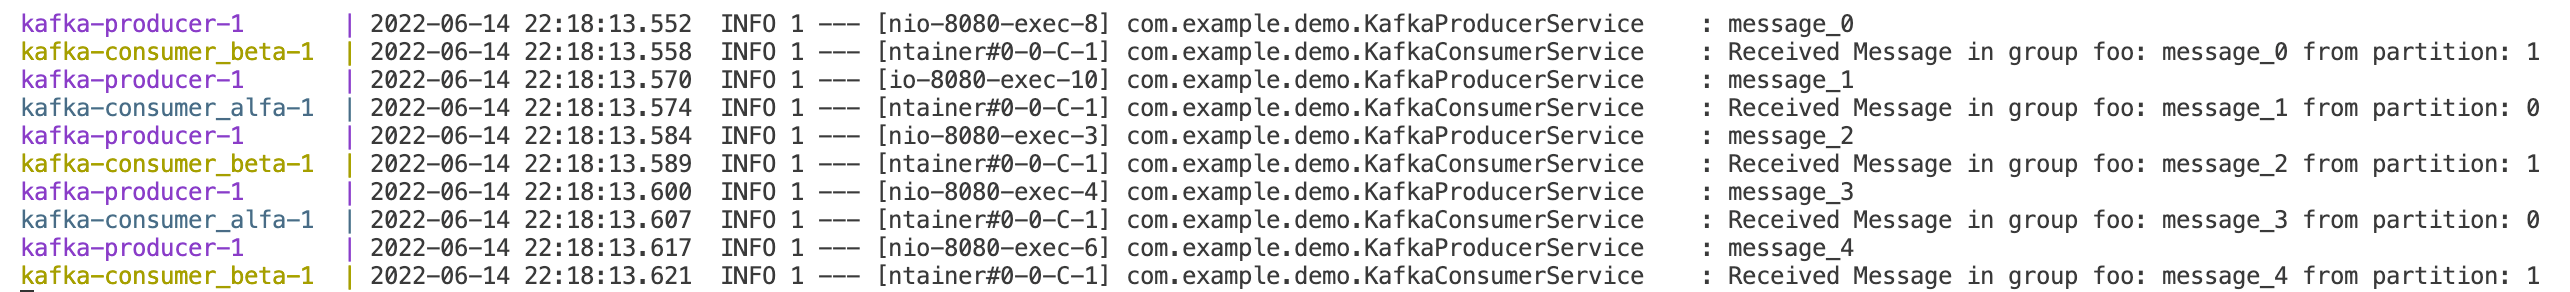 kafka-producer-1      | 2022-06-14 22:18:13.552  INFO 1 --- [nio-8080-exec-8] com.example.demo.KafkaProducerService    : message_0
kafka-consumer_beta-1  | 2022-06-14 22:18:13.558  INFO 1 --- [ntainer#0-0-C-1] com.example.demo.KafkaConsumerService    : Received Message in group foo: message_0 from partition: 1
kafka-producer-1      | 2022-06-14 22:18:13.570  INFO 1 --- [io-8080-exec-10] com.example.demo.KafkaProducerService    : message_1
kafka-consumer_alfa-1  | 2022-06-14 22:18:13.574  INFO 1 --- [ntainer#0-0-C-1] com.example.demo.KafkaConsumerService    : Received Message in group foo: message_1 from partition: 0
kafka-producer-1      | 2022-06-14 22:18:13.584  INFO 1 --- [nio-8080-exec-3] com.example.demo.KafkaProducerService    : message_2
kafka-consumer_beta-1  | 2022-06-14 22:18:13.589  INFO 1 --- [ntainer#0-0-C-1] com.example.demo.KafkaConsumerService    : Received Message in group foo: message_2 from partition: 1
kafka-producer-1      | 2022-06-14 22:18:13.600  INFO 1 --- [nio-8080-exec-4] com.example.demo.KafkaProducerService    : message_3
kafka-consumer_alfa-1  | 2022-06-14 22:18:13.607  INFO 1 --- [ntainer#0-0-C-1] com.example.demo.KafkaConsumerService    : Received Message in group foo: message_3 from partition: 0
kafka-producer-1      | 2022-06-14 22:18:13.617  INFO 1 --- [nio-8080-exec-6] com.example.demo.KafkaProducerService    : message_4
kafka-consumer_beta-1  | 2022-06-14 22:18:13.621  INFO 1 --- [ntainer#0-0-C-1] com.example.demo.KafkaConsumerService    : Received Message in group foo: message_4 from partition: 1